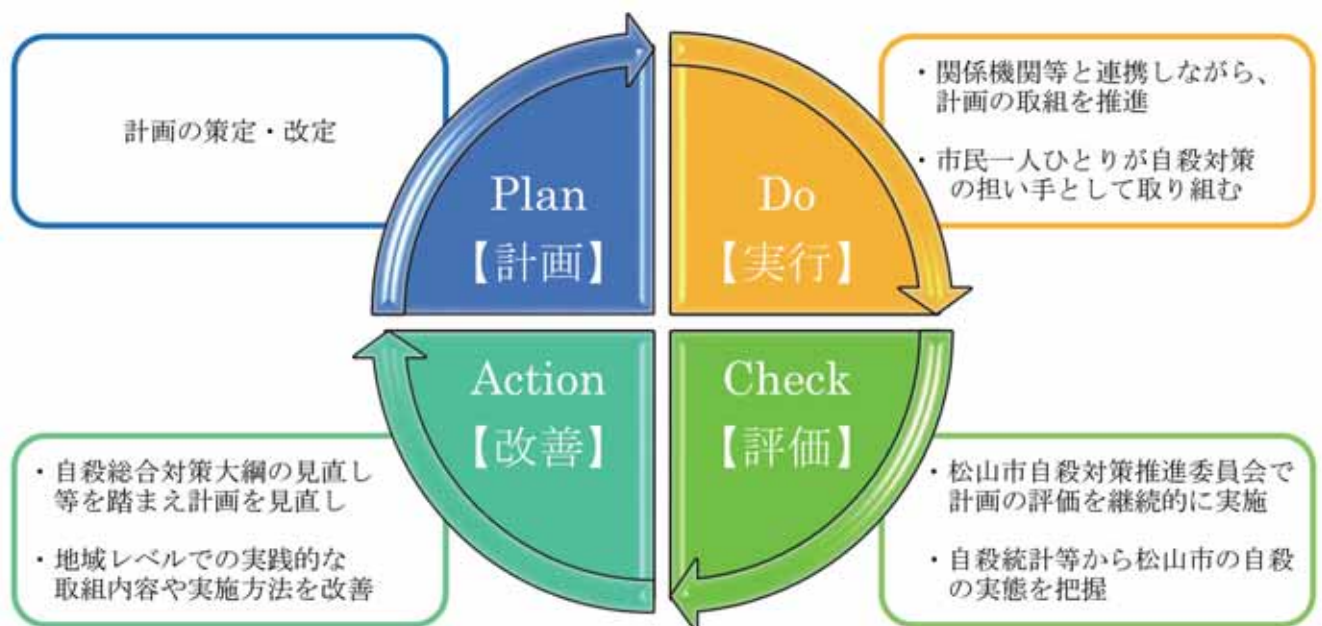 計画の策定・改定
Plan
【計画】
Do
【実行】
・関係機関等と連携しながら、
計画の取組を推進
・市民一人ひとりが自殺対策
の担い手として取り組む
・自殺総合対策大綱の見直し
等を踏まえ計画を見直し
・地域レベルでの実践的な
取組内容や実施方法を改善
Action
【改善】
Check
【評価】
・松山市自殺対策推進委員会で
計画の評価を継続的に実施
・自殺統計等から松山市の自殺
の実態を把握